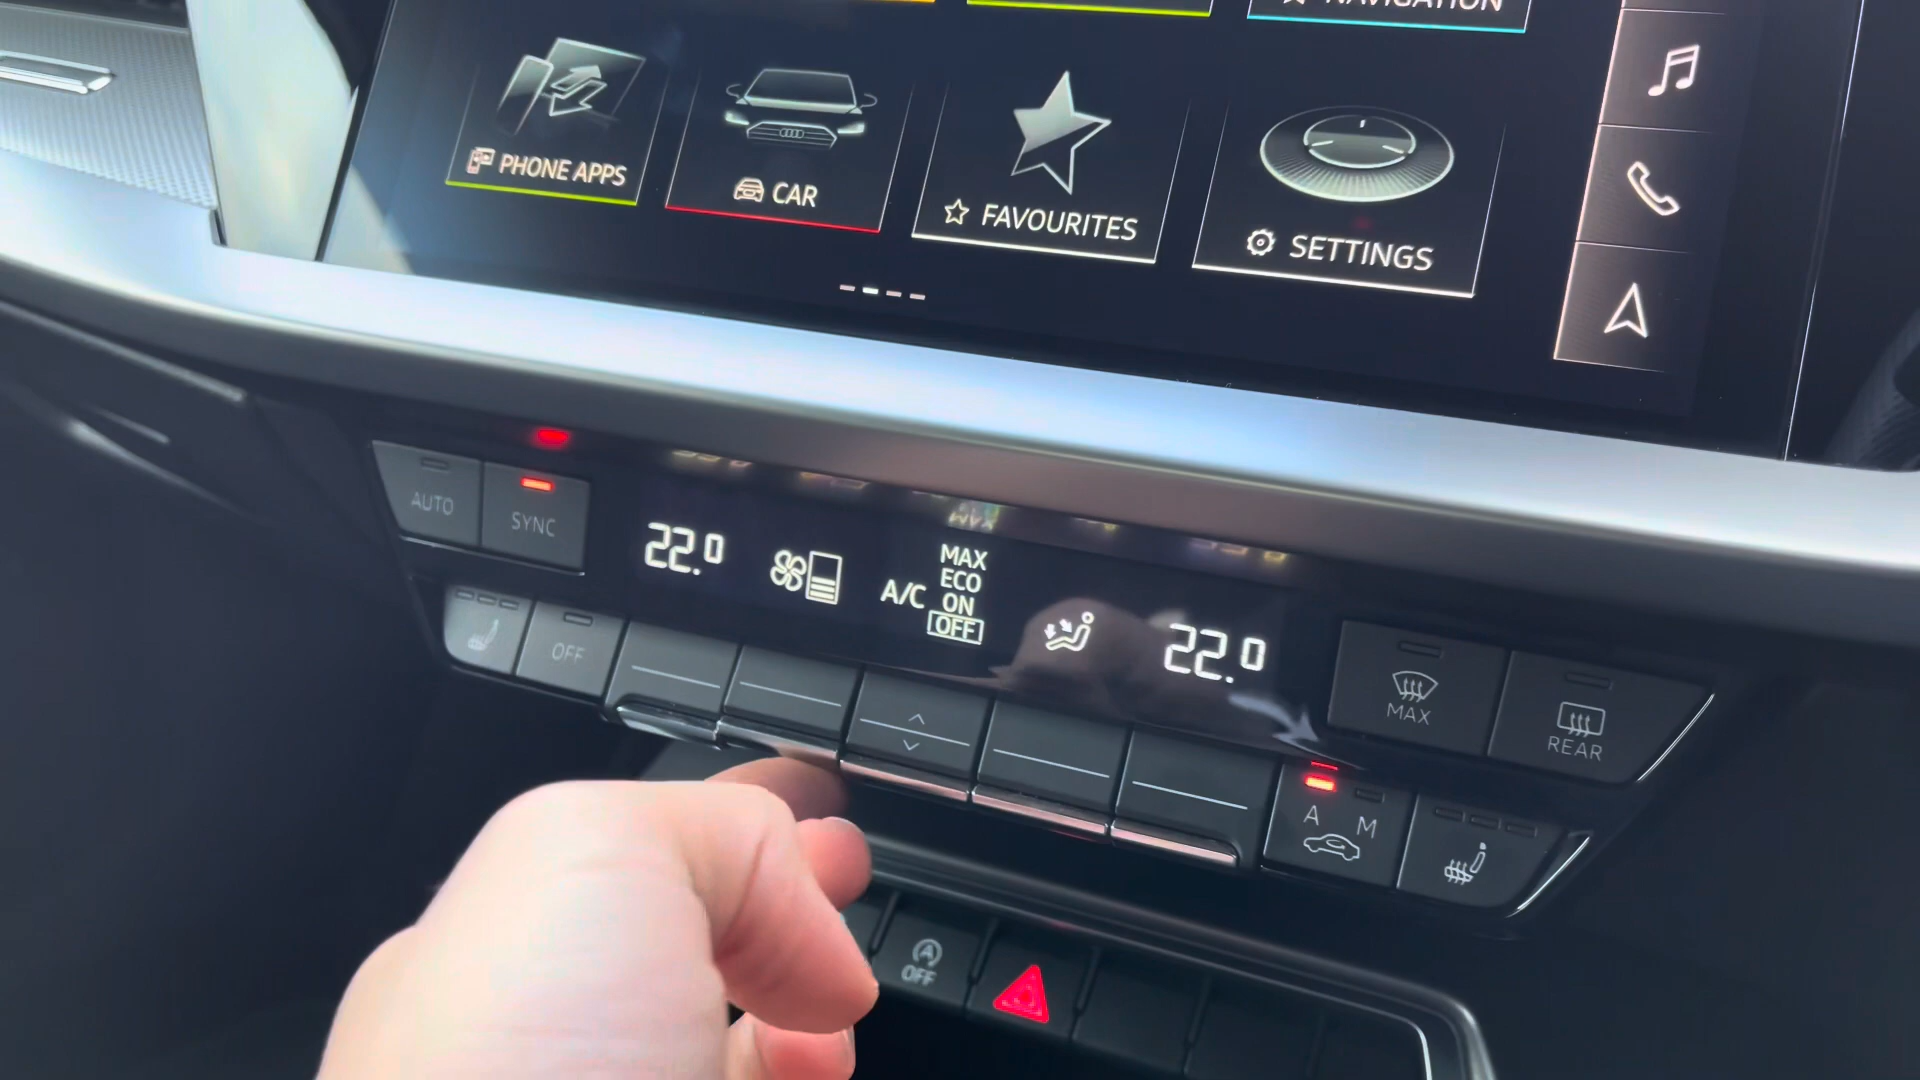 NAVIGATION
PHONE APPS
CAR
FAVOURITES
SETTINGS
AUTO
SYNC
22.0
A/C
MAX
ECO
ON
OFF
22.0
MAX
REAR
OFF
A M
A
OFF